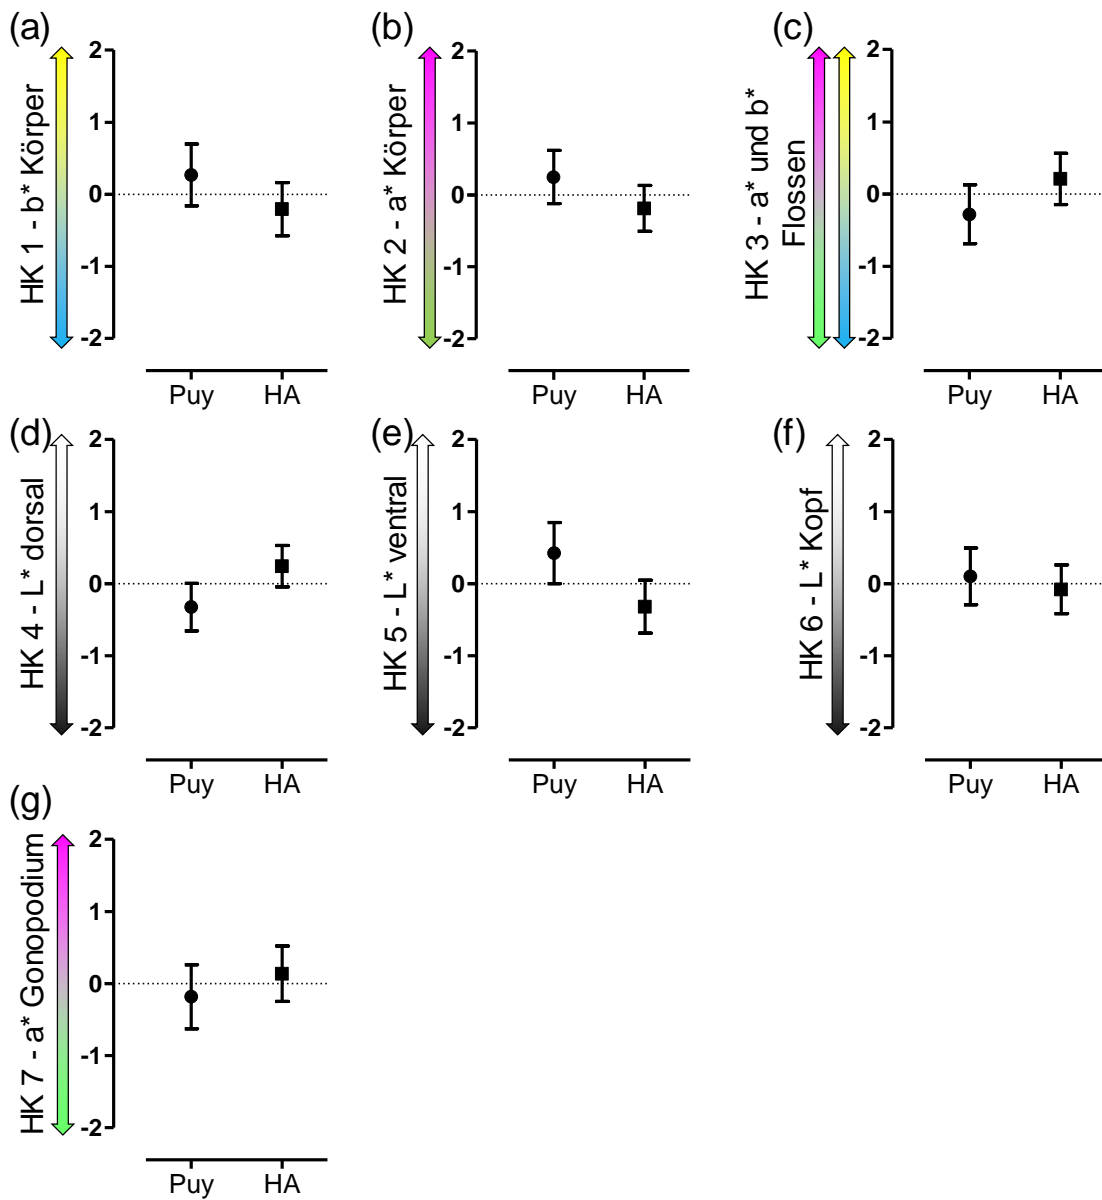 (a)
HK 1 - b* Körper
2
1
0
-1
-2
Puy HA
(b)
HK 2 - a* Körper
2
1
0
-1
-2
Puy HA
(c)
HK 3 - a* und b*
Flossen
2
1
0
-1
-2
Puy HA
(d)
HK 4 - L* dorsal
2
1
0
-1
-2
Puy HA
(e)
HK 5 - L* ventral
2
1
0
-1
-2
Puy HA
(f)
HK 6 - L* Kopf
2
1
0
-1
-2
Puy HA
(g)
HK 7 - a* Gonopodium
2
1
0
-1
-2
Puy HA